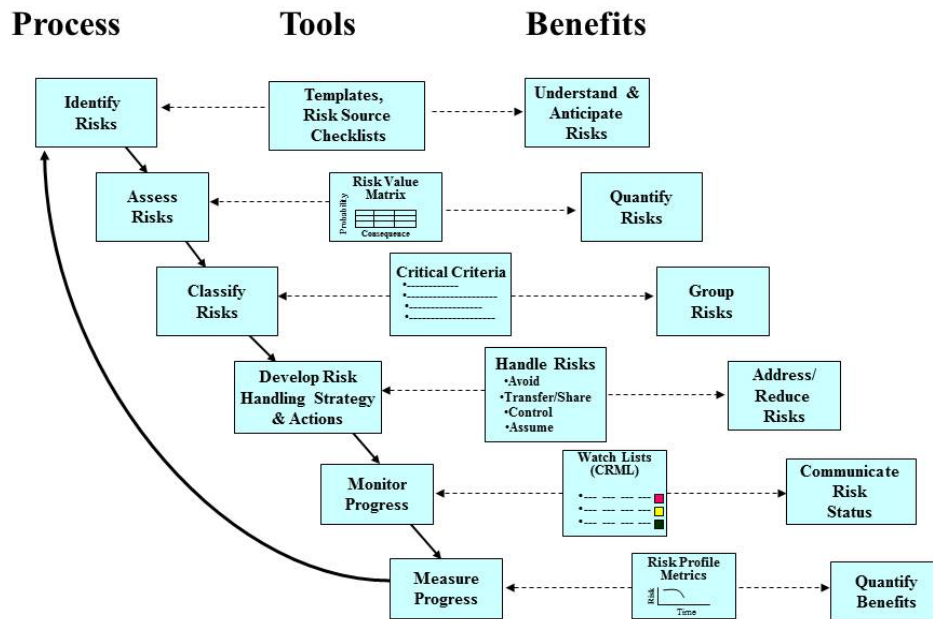 Process
Tools
Benefits
Identify
Risks
Templates,
Risk Source
Checklists
Understand &
Anticipate
Risks
Assess
Risks
Risk Value
Matrix
Probability
Consequence
Quantify
Risks
Classify
Risks
Critical Criteria
Group
Risks
Develop Risk
Handling Strategy
& Actions
Handle Risks
•Avoid
•Transfer/Share
•Control
•Assume
Address/
Reduce
Risks
Monitor
Progress
Watch Lists
(CRML)
Communicate
Risk
Status
Measure
Progress
Risk Profile
Metrics
Risk
Time
Quantify
Benefits